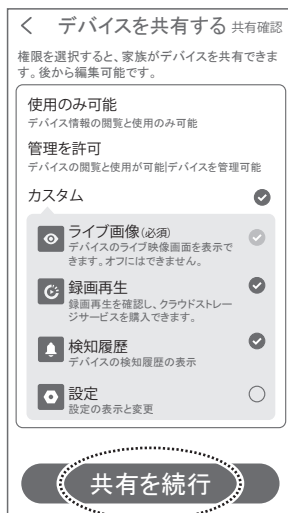 デバイスを共有する 共有確認
権限を選択すると、家族がデバイスを共有できま
す。後から編集可能です。
使用のみ可能
デバイス情報の閲覧と使用のみ可能
管理を許可
デバイスの閲覧と使用が可能|デバイスを管理可能
カスタム
ライブ画像(必須)
デバイスのライブ映像画面を表示で
きます。オフにはできません。
録画再生
録画再生を確認し、クラウドストレー
ジサービスを購入できます。
検知履歴
デバイスの検知履歴の表示
設定
設定の表示と変更
共有を続行